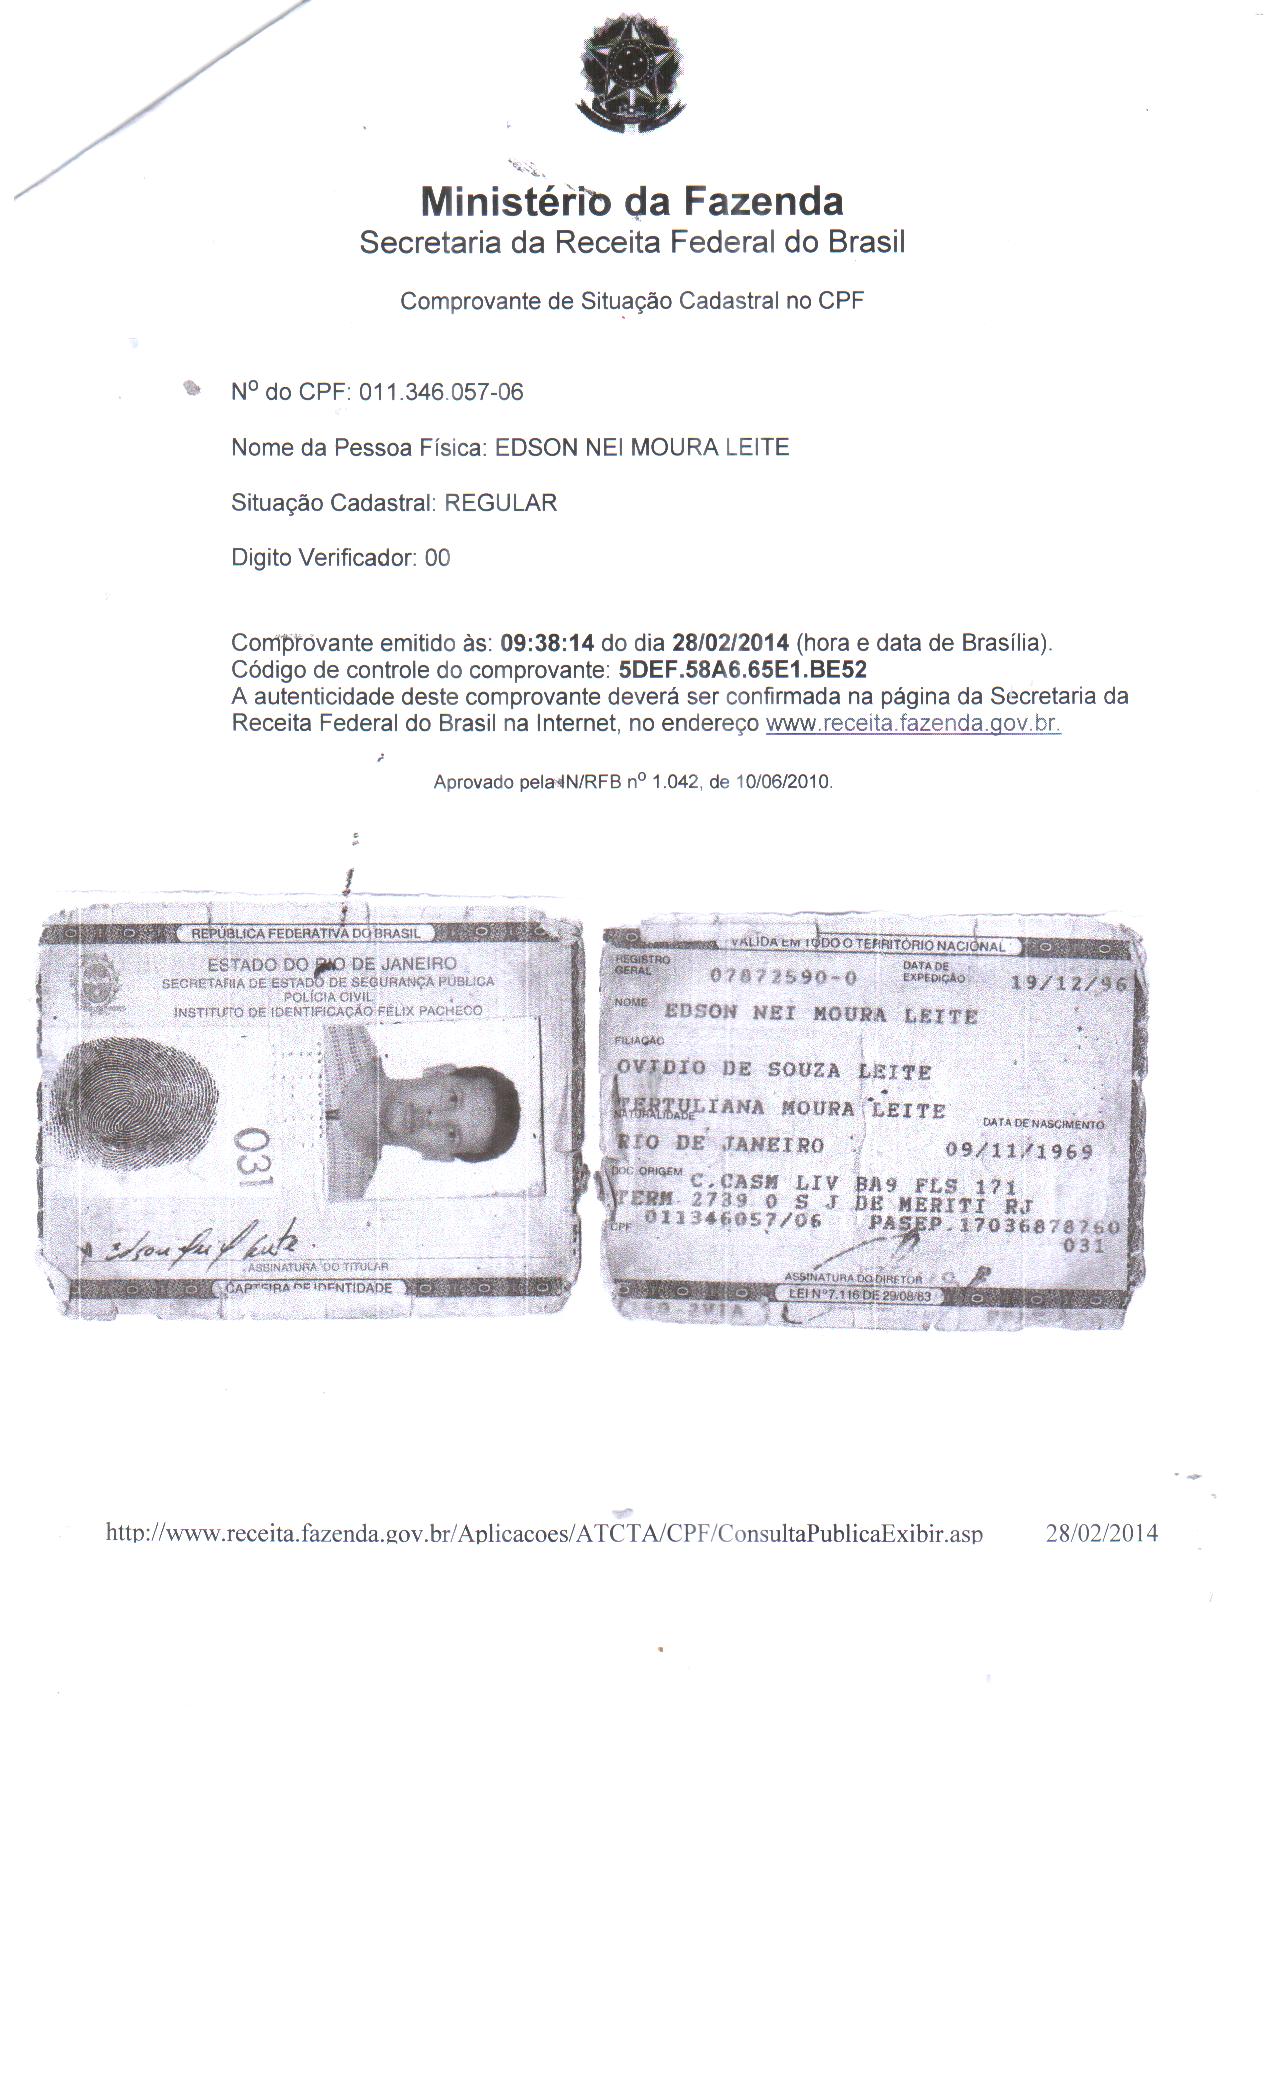 Ministério da Fazenda
Secretaria da Receita Federal do Brasil
Comprovante de Situação Cadastral no CPF
Nº do CPF: 011.346.057-06
Nome da Pessoa Física: EDSON NEI MOURA LEITE
Situação Cadastral: REGULAR
Digito Verificador: 00
Comprovante emitido às: 09:38:14 do dia 28/02/2014 (hora e data de Brasília).
Código de controle do comprovante: 5DEF.58A6.65E1.BE52
A autenticidade deste comprovante deverá ser confirmada na página da Secretaria da
Receita Federal do Brasil na Internet, no endereço www.receita.fazenda.gov.br.
Aprovado pela IN/RFB nº 1.042, de 10/06/2010.
REPÚBLICA FEDERATIVA DO BRASIL
ESTADO DO RIO DE JANEIRO
SECRETARIA DE ESTADO DE SEGURANÇA PÚBLICA
POLÍCIA CIVIL
INSTITUTO DE IDENTIFICAÇÃO FÉLIX PACHECO
031
ASSINATURA DO TITULAR
CARTEIRA DE IDENTIDADE
VÁLIDA EM TODO O TERRITÓRIO NACIONAL
REGISTRO GERAL 07872590-0 DATA DE EXPEDIÇÃO 19/12/96
NOME EDSON NEI MOURA LEITE
FILIAÇÃO
OVIDIO DE SOUZA LEITE
TERTULIANA MOURA LEITE
NATURALIDADE DATA DE NASCIMENTO
RIO DE JANEIRO 09/11/1969
DOC ORIGEM C.CASM LIV BA9 FLS 171
TERM 2739 O S J DE MERITI RJ
CPF 011346057/06 PASEP.17036878760
031
ASSINATURA DO DIRETOR
LEI Nº 7.116 DE 29/08/83
2 VIA
http://www.receita.fazenda.gov.br/Aplicacoes/ATCTA/CPF/ConsultaPublicaExibir.asp 28/02/2014